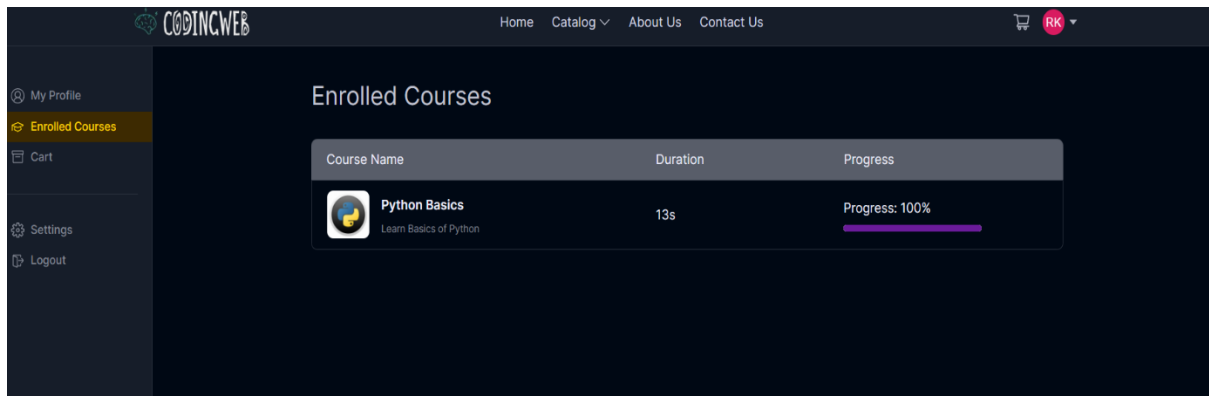 CODINGWEB
Home Catalog About Us Contact Us
RK
My Profile
Enrolled Courses
Cart
Settings
Logout
Enrolled Courses
Course Name Duration Progress
Python Basics
Learn Basics of Python
13s
Progress: 100%